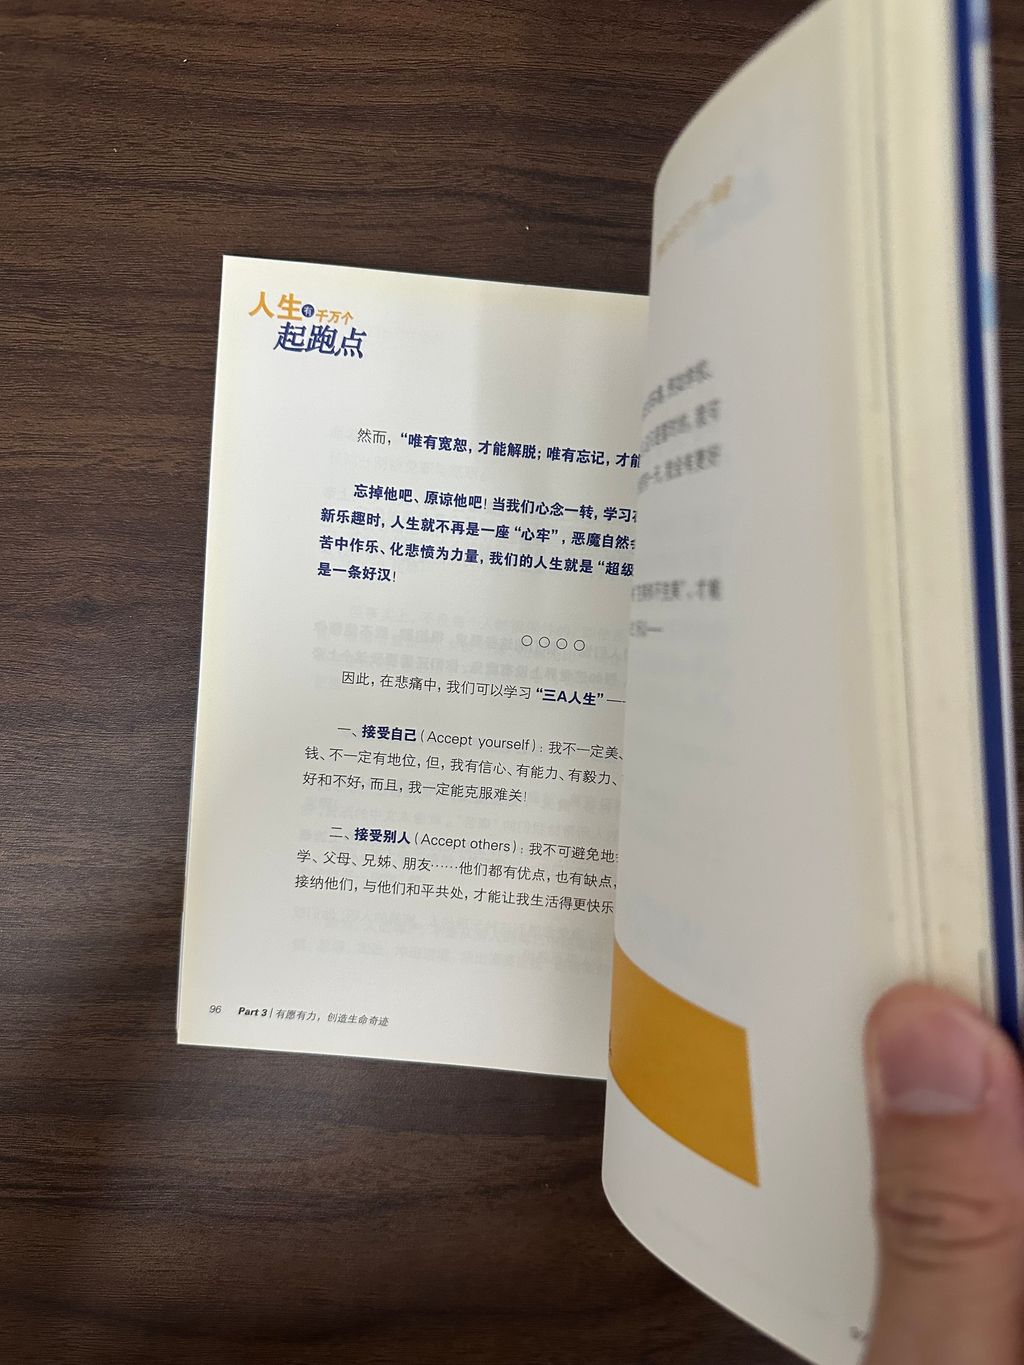 人生有千万个
起跑点
然而，“唯有宽恕，才能解脱；唯有忘记，才能
忘掉他吧、原谅他吧！当我们心念一转，学习在
新乐趣时，人生就不再是一座“心牢”，恶魔自然会
苦中作乐、化悲愤为力量，我们的人生就是“超级
是一条好汉！
○○○○
因此，在悲痛中，我们可以学习“三A人生”——
一、接受自己（Accept yourself）：我不一定美、
钱、不一定有地位，但，我有信心、有能力、有毅力、
好和不好，而且，我一定能克服难关！
二、接受别人（Accept others）：我不可避免地
学、父母、兄姊、朋友……他们都有优点，也有缺点，
接纳他们，与他们和平共处，才能让我生活得更快乐
96 Part 3 | 有愿有力，创造生命奇迹